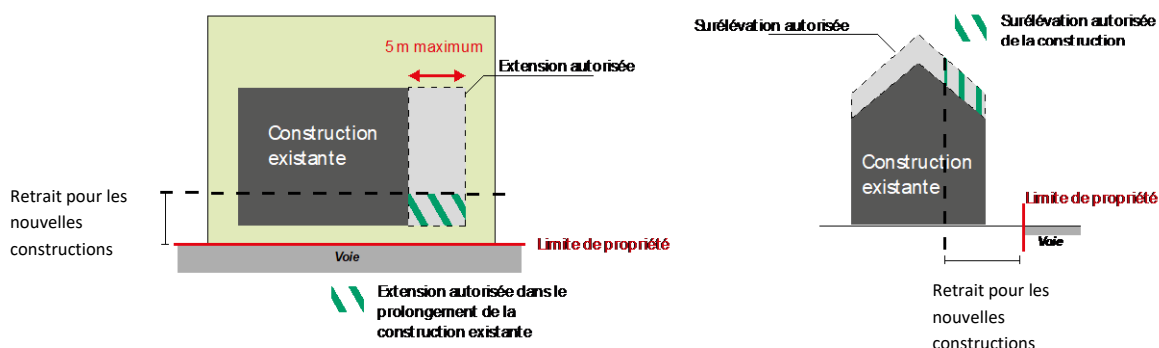 5 m maximum
Extension autorisée
Construction
existante
Retrait pour les
nouvelles
constructions
Limite de propriété
Voie
Extension autorisée dans le
prolongement de la
construction existante
Surélévation autorisée
Surélévation autorisée
de la construction
Construction
existante
Limite de propriété
Voie
Retrait pour les
nouvelles
constructions